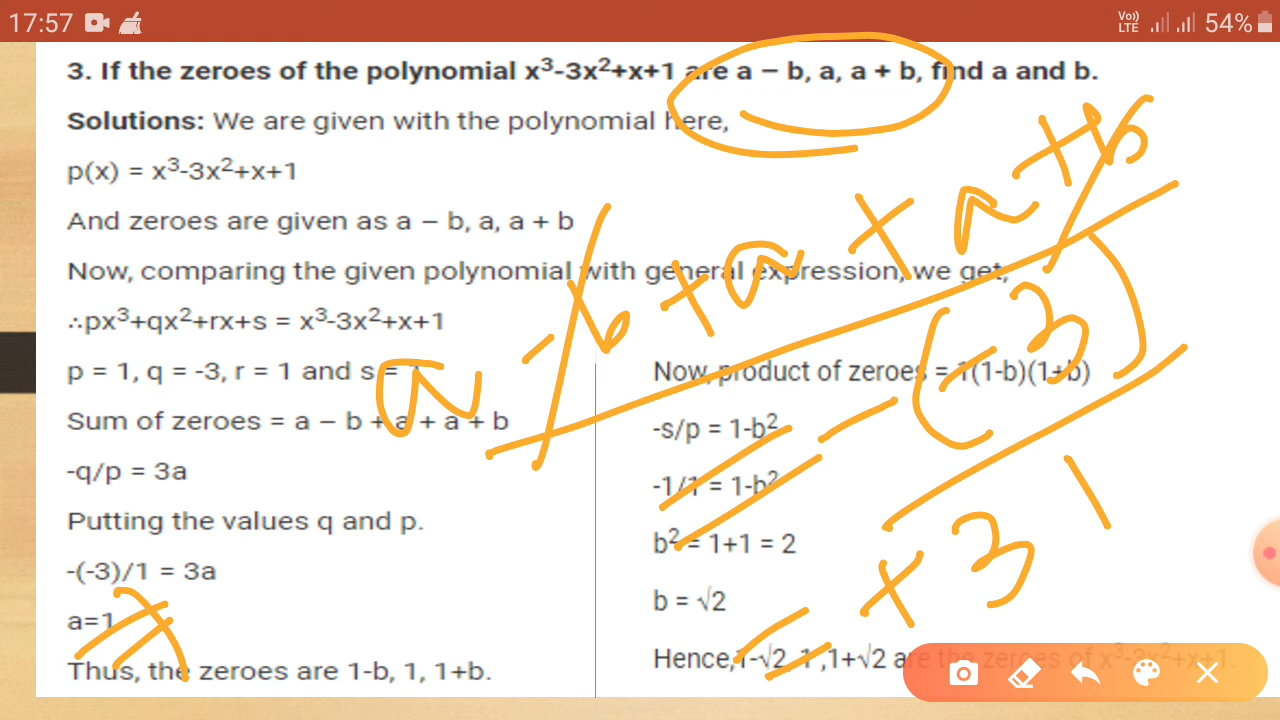 17:57 Vo) LTE 54%
3. If the zeroes of the polynomial x³-3x²+x+1 are a – b, a, a + b, find a and b.
Solutions: We are given with the polynomial here,
p(x) = x³-3x²+x+1
And zeroes are given as a – b, a, a + b
Now, comparing the given polynomial with general expression, we get;
∴px³+qx²+rx+s = x³-3x²+x+1
p = 1, q = -3, r = 1 and s =
Sum of zeroes = a – b + a + a + b
-q/p = 3a
Putting the values q and p.
-(-3)/1 = 3a
a=1
Thus, the zeroes are 1-b, 1, 1+b.
Now, product of zeroes = 1(1-b)(1+b)
-s/p = 1-b²
-1/1 = 1-b²
b² = 1+1 = 2
b = √2
Hence,1-√2, 1 ,1+√2 are the zeroes of x³-3x²+x+1.
a - b + a + a + b
= - (-3)
= + 3
1